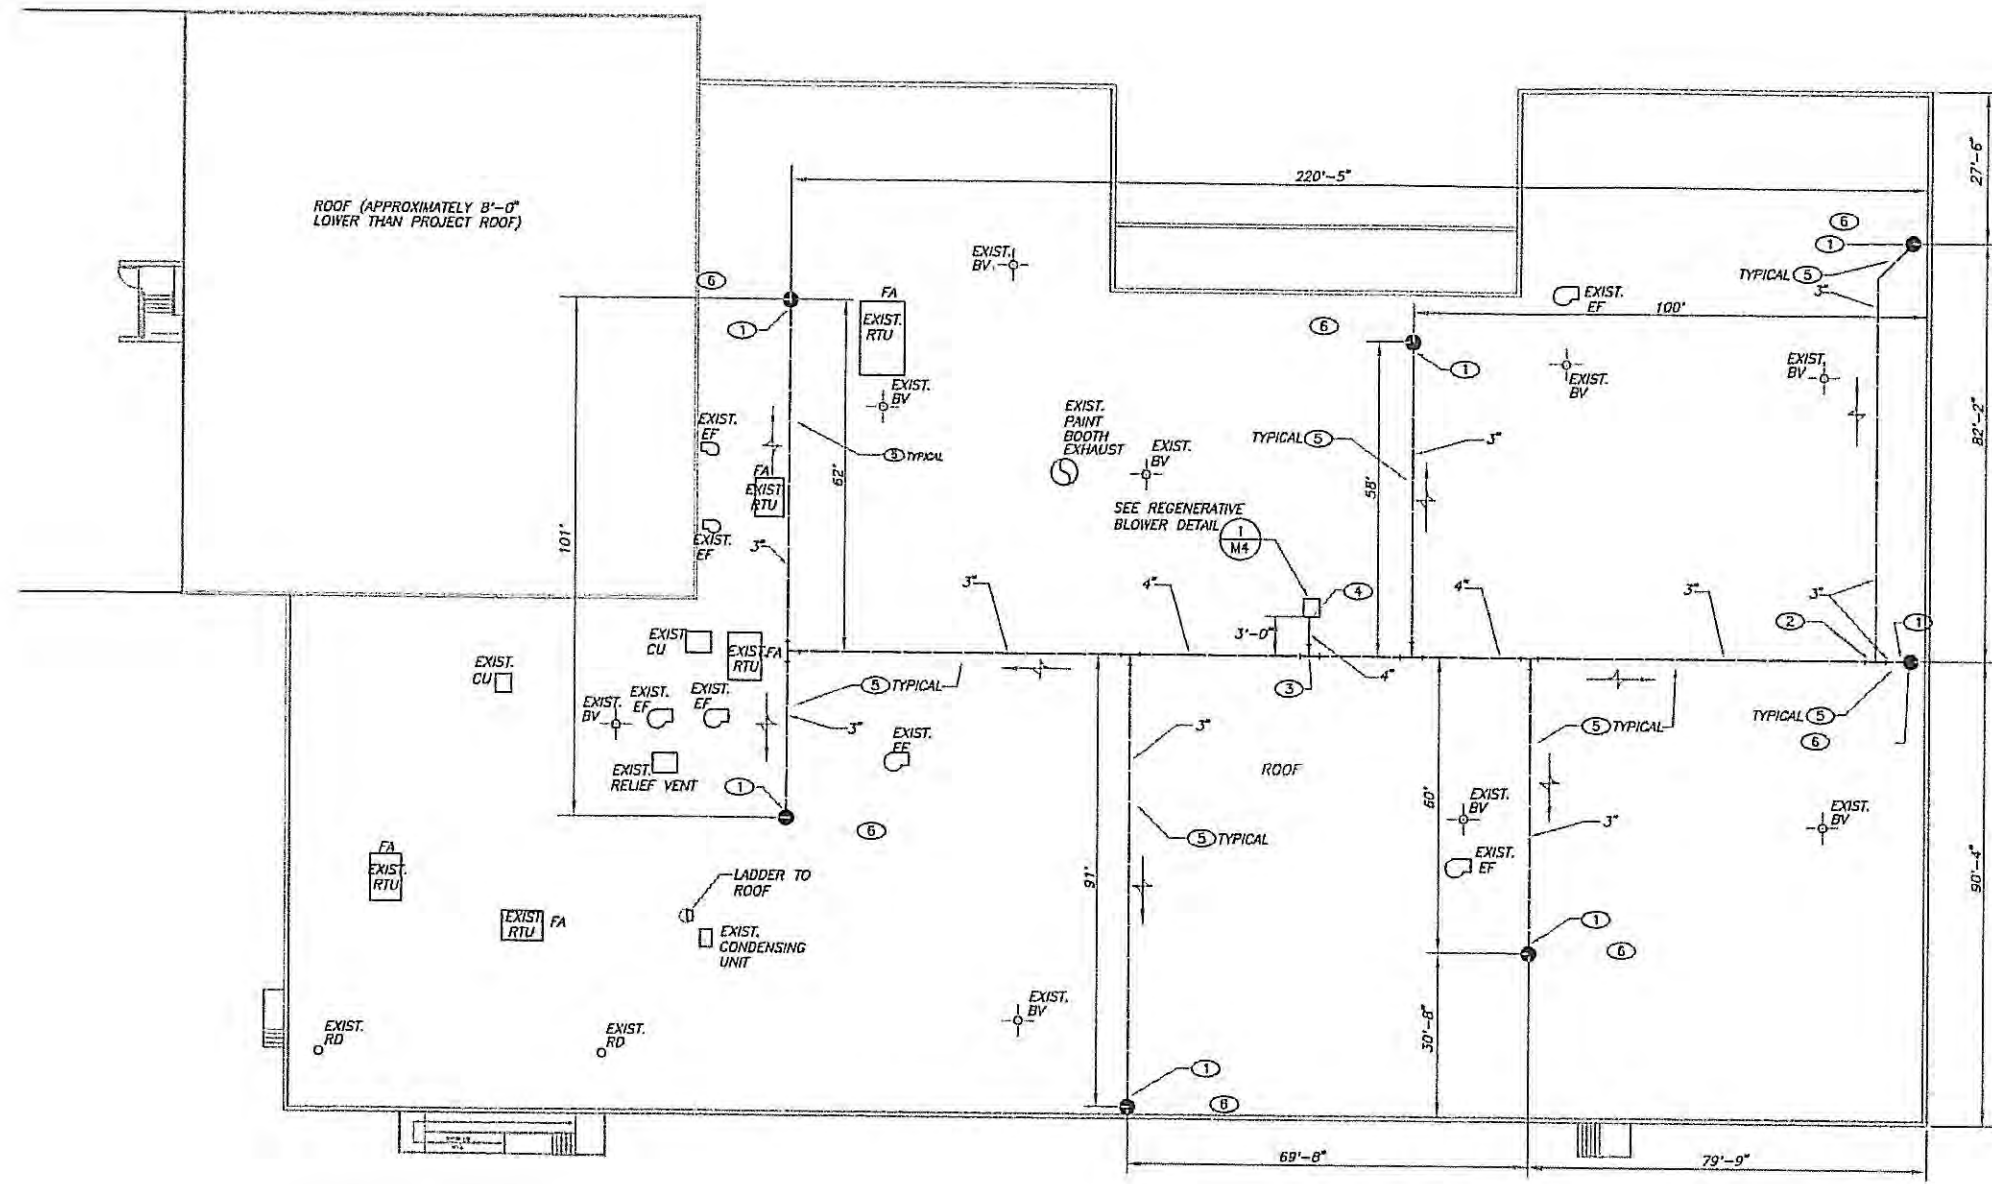 220'-5"
27'-6"
ROOF (APPROXIMATELY 8'-0"
LOWER THAN PROJECT ROOF)
6
1
TYPICAL 5
3"
EXIST.
BV.
6
1
FA
EXIST.
RTU
EXIST.
EF
100'
6
1
EXIST.
BV
EXIST.
BV
EXIST.
BV
EXIST.
EF
5 TYPICAL
62'
EXIST.
PAINT
BOOTH
EXHAUST
EXIST.
BV
TYPICAL 5
3"
58'
82'-2"
FA
EXIST
RTU
EXIST.
EF
3"
101'
SEE REGENERATIVE
BLOWER DETAIL
1
M4
4
3'-0"
3"
4"
4"
3"
3"
2
1
3
4"
EXIST
CU
EXIST.
RTU
FA
EXIST.
CU
5 TYPICAL
3"
EXIST.
BV
EXIST.
EF
EXIST.
EF
EXIST.
EF
EXIST.
RELIEF VENT
1
6
3"
5 TYPICAL
ROOF
5 TYPICAL
TYPICAL 5
6
60'
EXIST.
BV
3"
EXIST.
BV
EXIST.
EF
91'
90'-4"
FA
EXIST.
RTU
EXIST
RTU
FA
LADDER TO
ROOF
EXIST.
CONDENSING
UNIT
1
6
30'-8"
EXIST.
BV
EXIST.
RD
EXIST.
RD
1
6
69'-8"
79'-9"